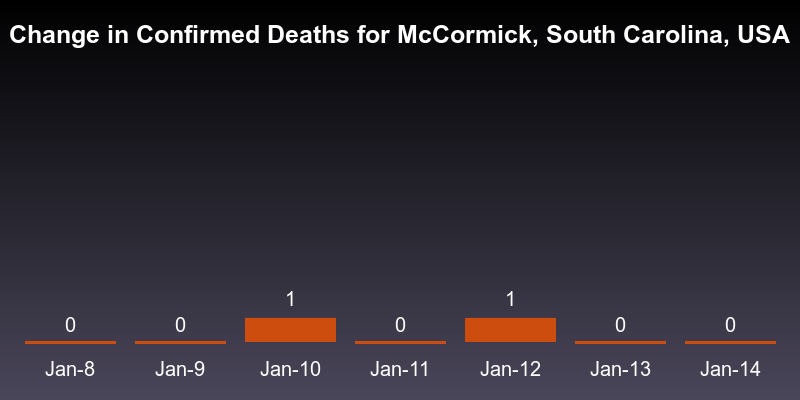 Change in Confirmed Deaths for McCormick, South Carolina, USA
0 0 1 0 1 0 0
Jan-8 Jan-9 Jan-10 Jan-11 Jan-12 Jan-13 Jan-14